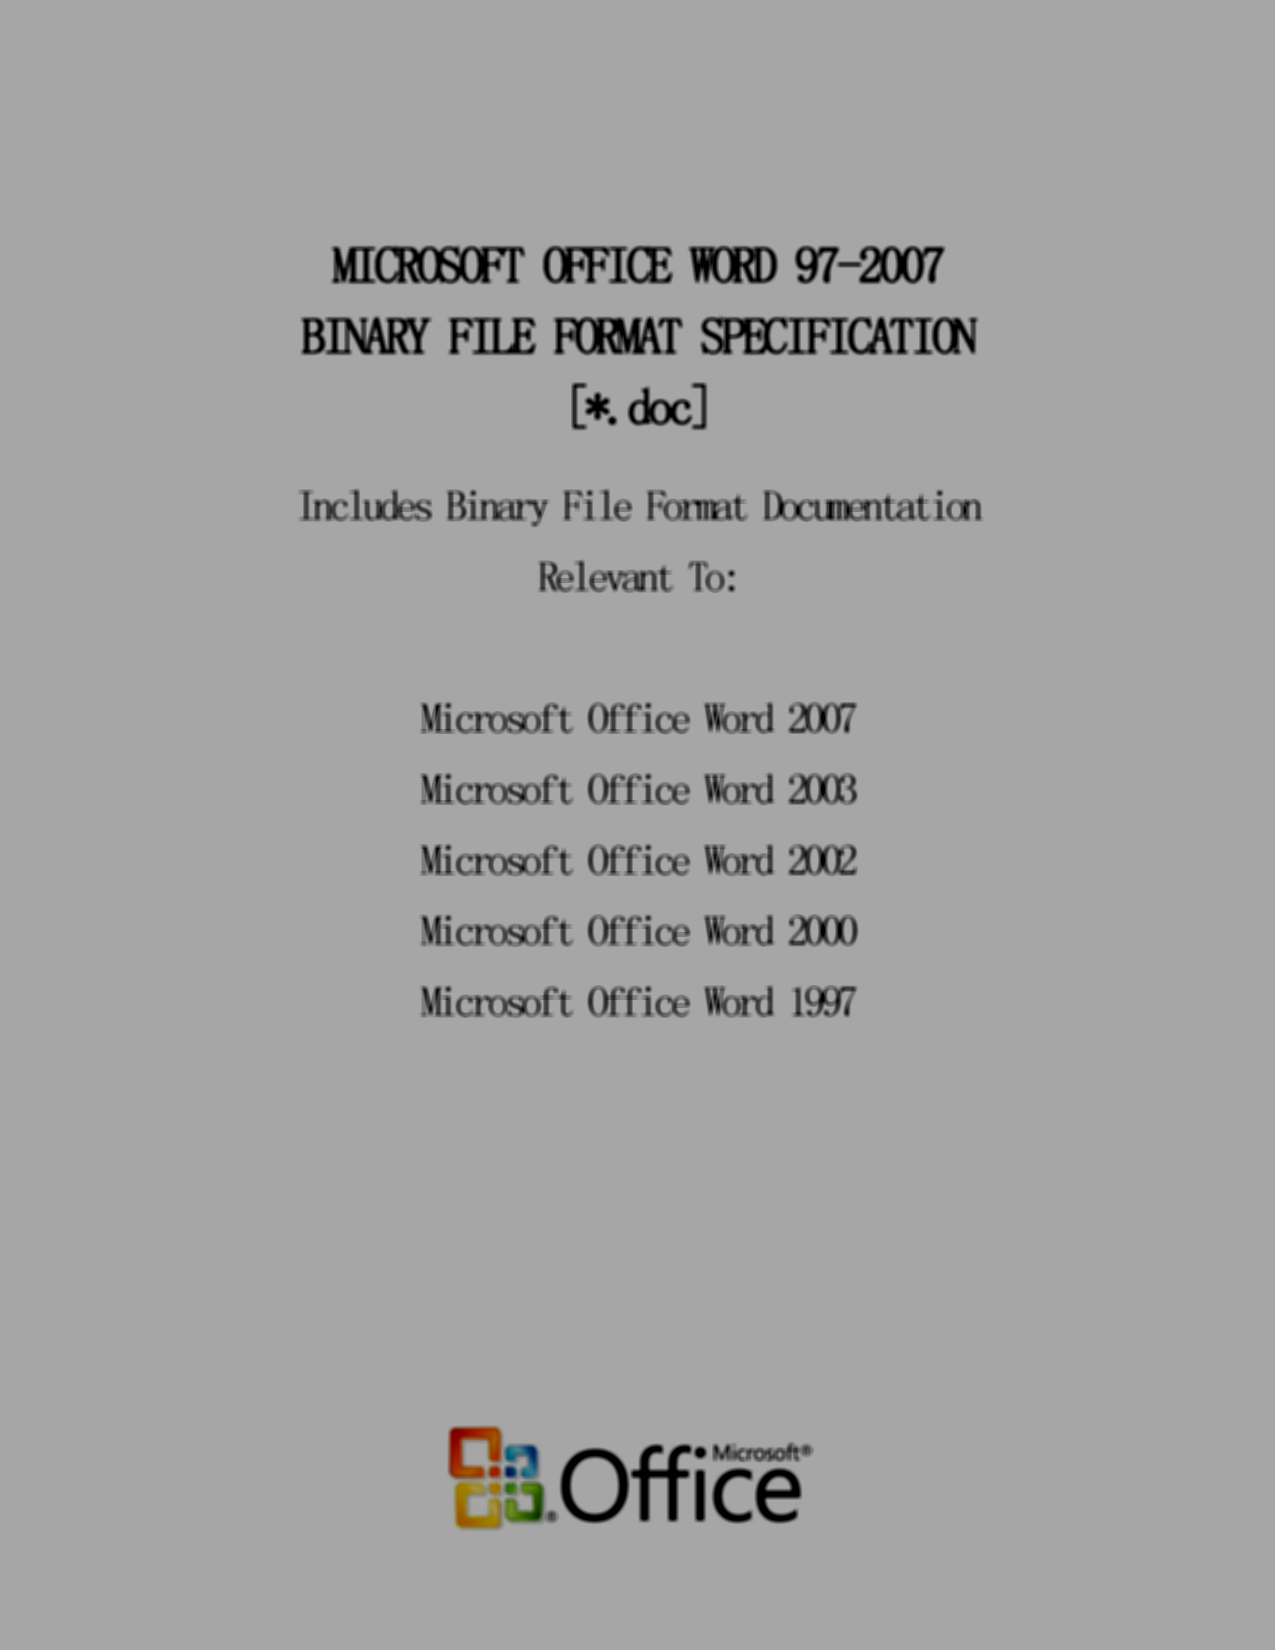 MICROSOFT OFFICE WORD 97-2007
BINARY FILE FORMAT SPECIFICATION
[*.doc]
Includes Binary File Format Documentation
Relevant To:
Microsoft Office Word 2007
Microsoft Office Word 2003
Microsoft Office Word 2002
Microsoft Office Word 2000
Microsoft Office Word 1997
Microsoft®
® Office